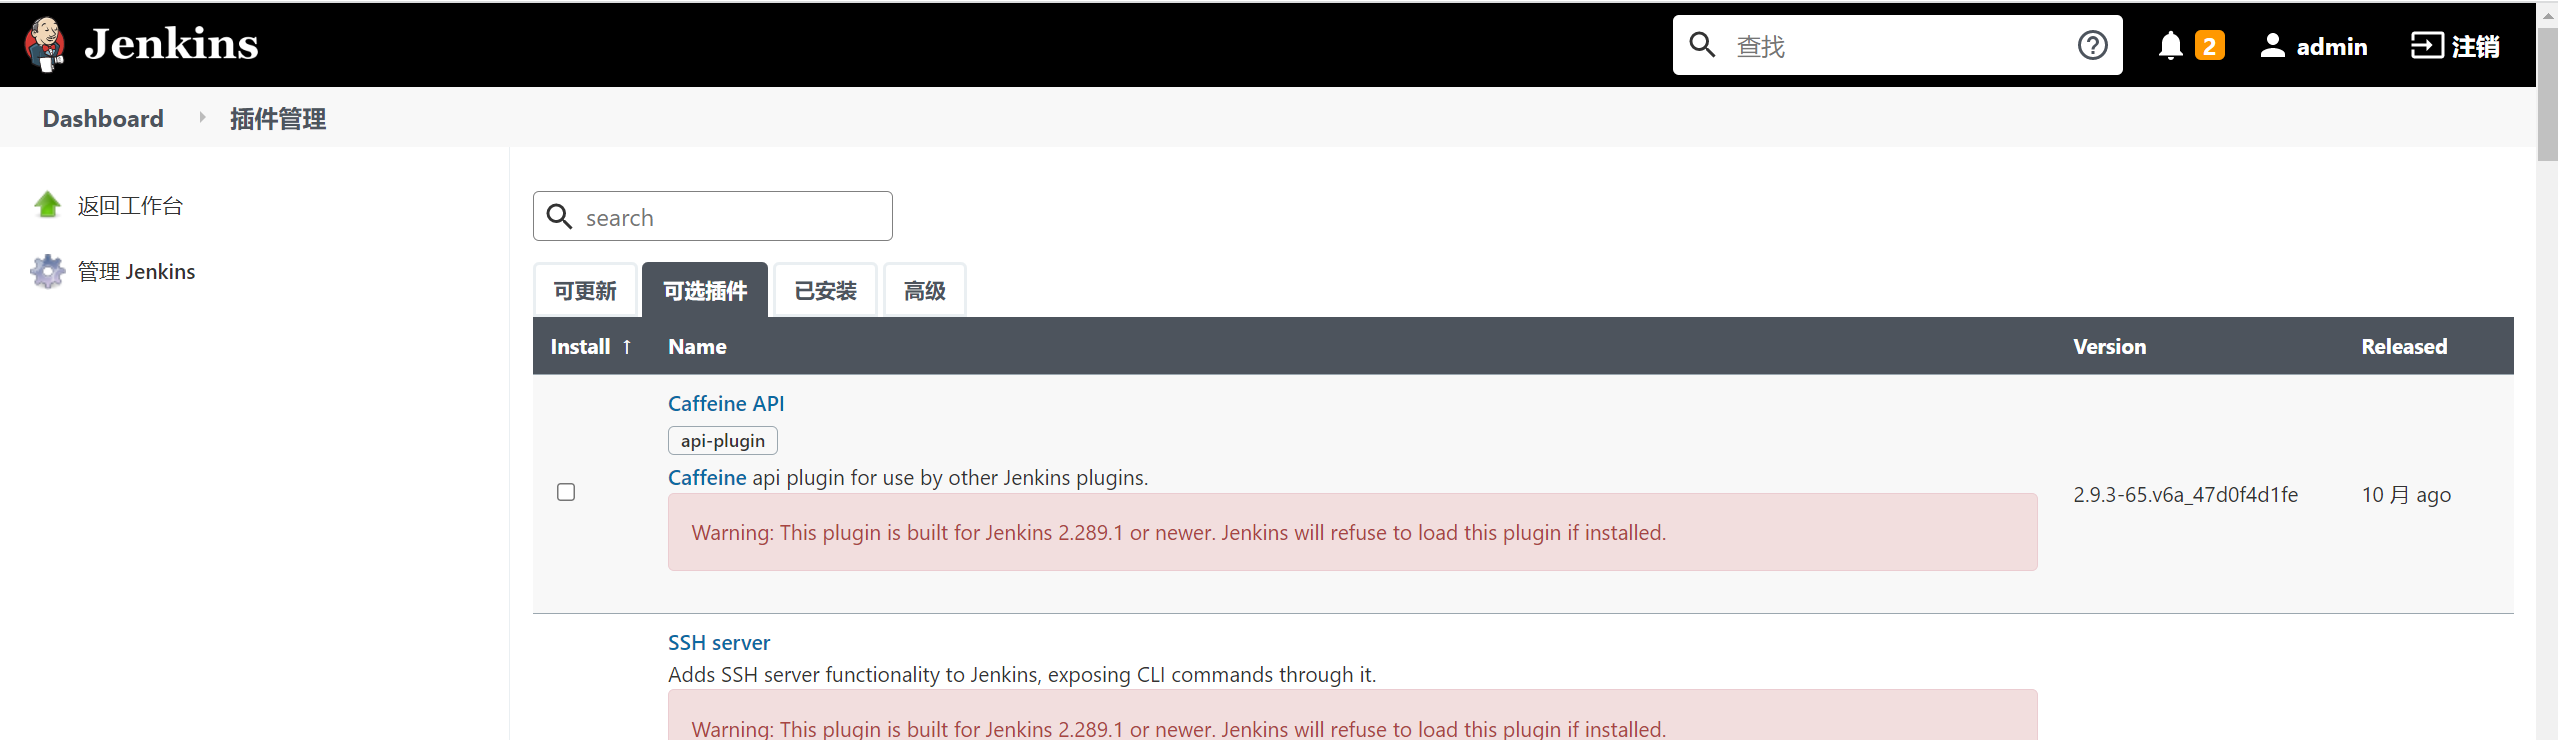 Jenkins
查找
2
admin
注销
Dashboard
插件管理
返回工作台
管理 Jenkins
search
可更新
可选插件
已安装
高级
Install ↑ Name Version Released
Caffeine API
api-plugin
Caffeine api plugin for use by other Jenkins plugins.
Warning: This plugin is built for Jenkins 2.289.1 or newer. Jenkins will refuse to load this plugin if installed.
2.9.3-65.v6a_47d0f4d1fe
10 月 ago
SSH server
Adds SSH server functionality to Jenkins, exposing CLI commands through it.
Warning: This plugin is built for Jenkins 2.289.1 or newer. Jenkins will refuse to load this plugin if installed.